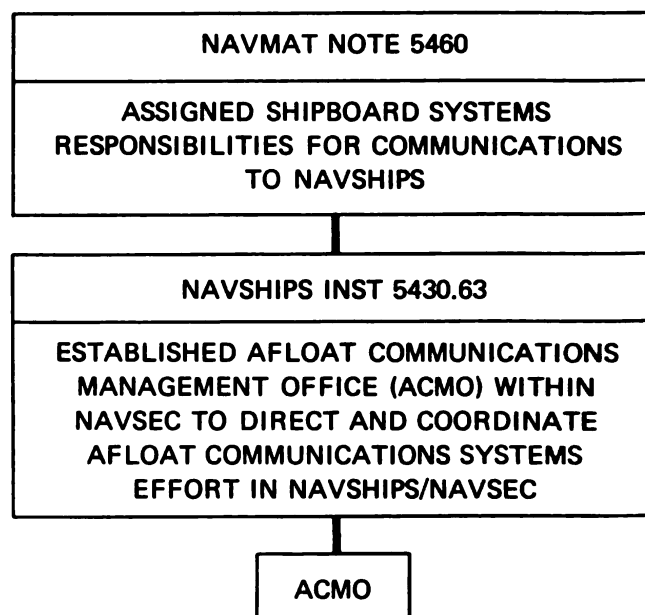 NAVMAT NOTE 5460
ASSIGNED SHIPBOARD SYSTEMS
RESPONSIBILITIES FOR COMMUNICATIONS
TO NAVSHIPS
NAVSHIPS INST 5430.63
ESTABLISHED AFLOAT COMMUNICATIONS
MANAGEMENT OFFICE (ACMO) WITHIN
NAVSEC TO DIRECT AND COORDINATE
AFLOAT COMMUNICATIONS SYSTEMS
EFFORT IN NAVSHIPS/NAVSEC
ACMO